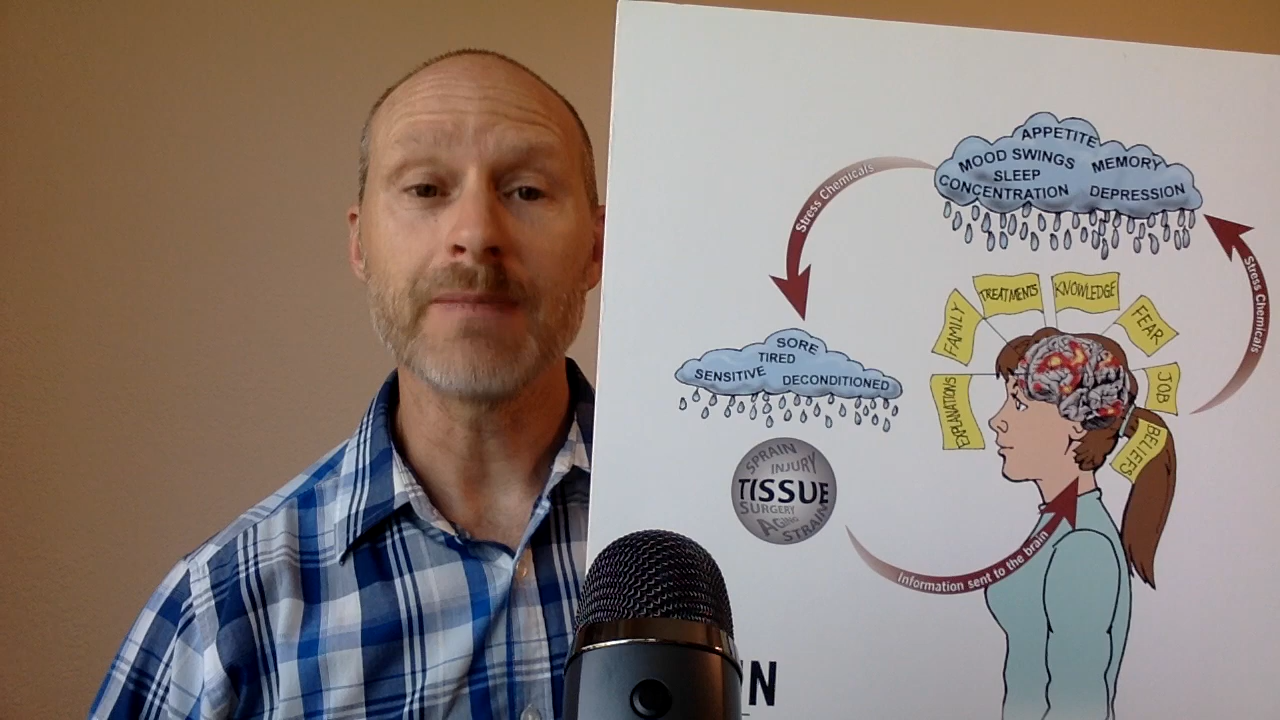 APPETITE
MOOD SWINGS MEMORY
SLEEP
CONCENTRATION DEPRESSION
Stress Chemicals
Stress Chemicals
TREATMENTS KNOWLEDGE
FAMILY FEAR
EXPLANATIONS JOB
BELIEFS
SORE
TIRED
SENSITIVE DECONDITIONED
SPRAIN
INJURY
TISSUE
SURGERY
AGING
STRAIN
Information sent to the brain
IN